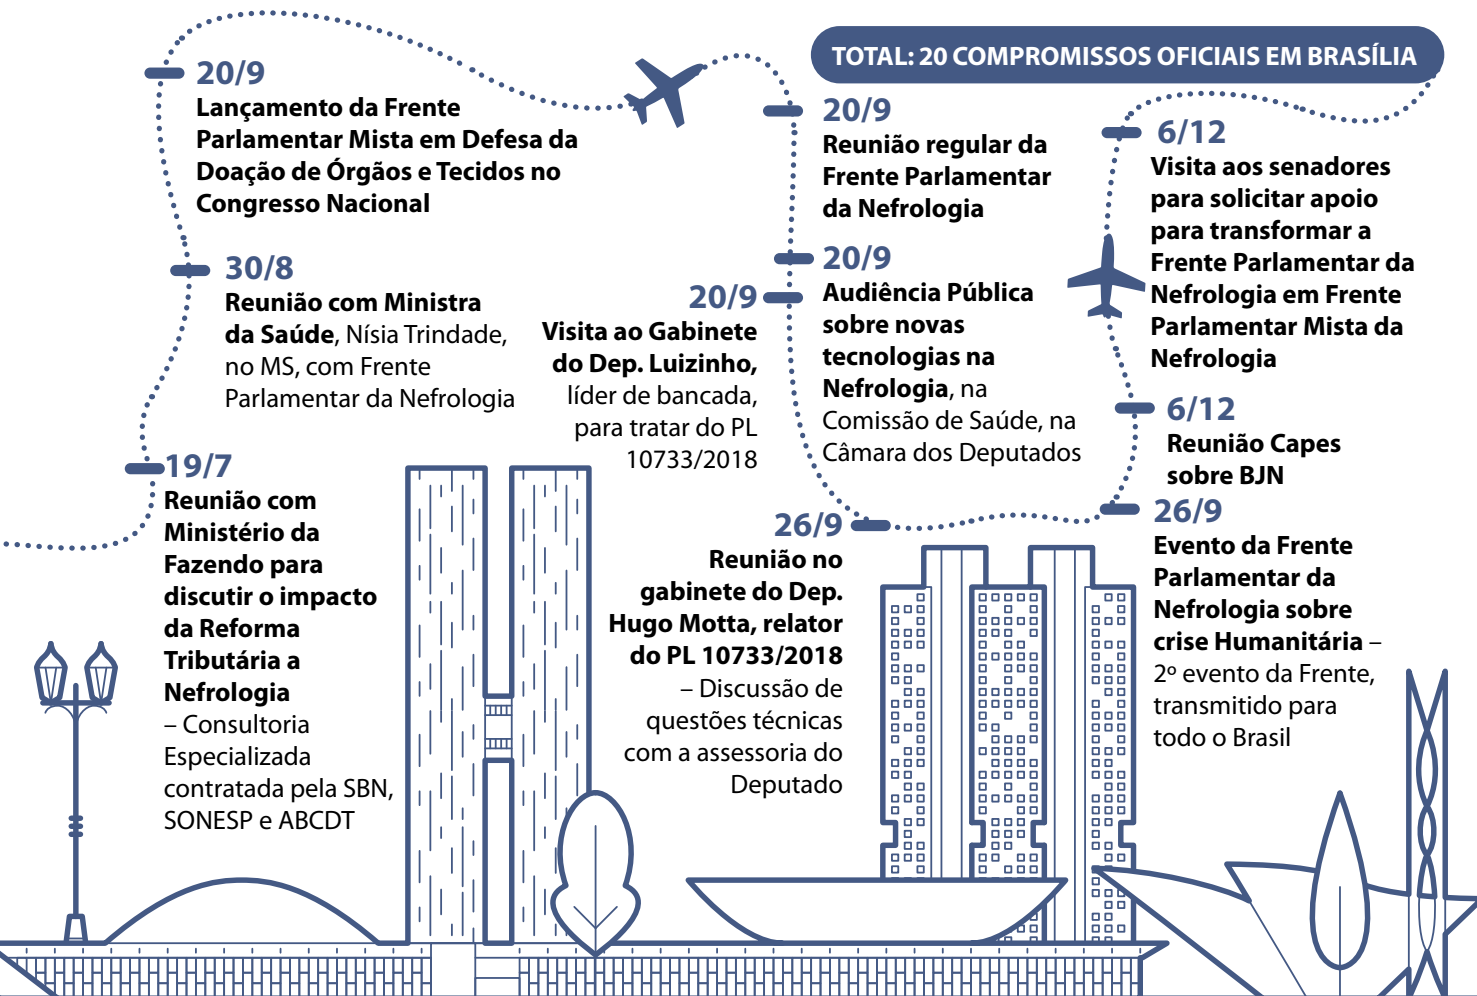 TOTAL: 20 COMPROMISSOS OFICIAIS EM BRASÍLIA
20/9
Lançamento da Frente
Parlamentar Mista em Defesa da
Doação de Órgãos e Tecidos no
Congresso Nacional
30/8
Reunião com Ministra
da Saúde, Nísia Trindade,
no MS, com Frente
Parlamentar da Nefrologia
19/7
Reunião com
Ministério da
Fazendo para
discutir o impacto
da Reforma
Tributária a
Nefrologia
– Consultoria
Especializada
contratada pela SBN,
SONESP e ABCDT
20/9
Reunião regular da
Frente Parlamentar
da Nefrologia
20/9
Audiência Pública
sobre novas
tecnologias na
Nefrologia, na
Comissão de Saúde, na
Câmara dos Deputados
20/9
Visita ao Gabinete
do Dep. Luizinho,
líder de bancada,
para tratar do PL
10733/2018
26/9
Reunião no
gabinete do Dep.
Hugo Motta, relator
do PL 10733/2018
– Discussão de
questões técnicas
com a assessoria do
Deputado
6/12
Visita aos senadores
para solicitar apoio
para transformar a
Frente Parlamentar da
Nefrologia em Frente
Parlamentar Mista da
Nefrologia
6/12
Reunião Capes
sobre BJN
26/9
Evento da Frente
Parlamentar da
Nefrologia sobre
crise Humanitária –
2º evento da Frente,
transmitido para
todo o Brasil